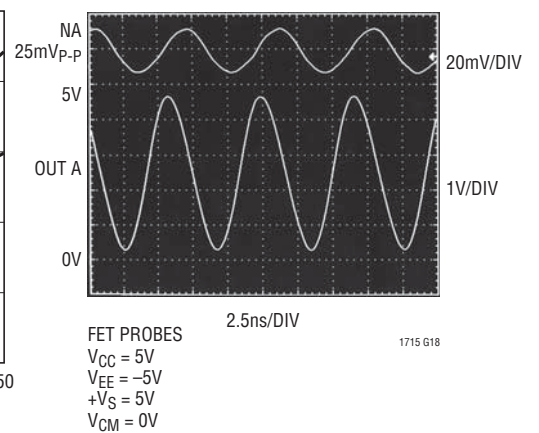 NA
25mVP-P
20mV/DIV
5V
OUT A
1V/DIV
0V
2.5ns/DIV
FET PROBES
1715 G18
VCC = 5V
VEE = –5V
+VS = 5V
VCM = 0V